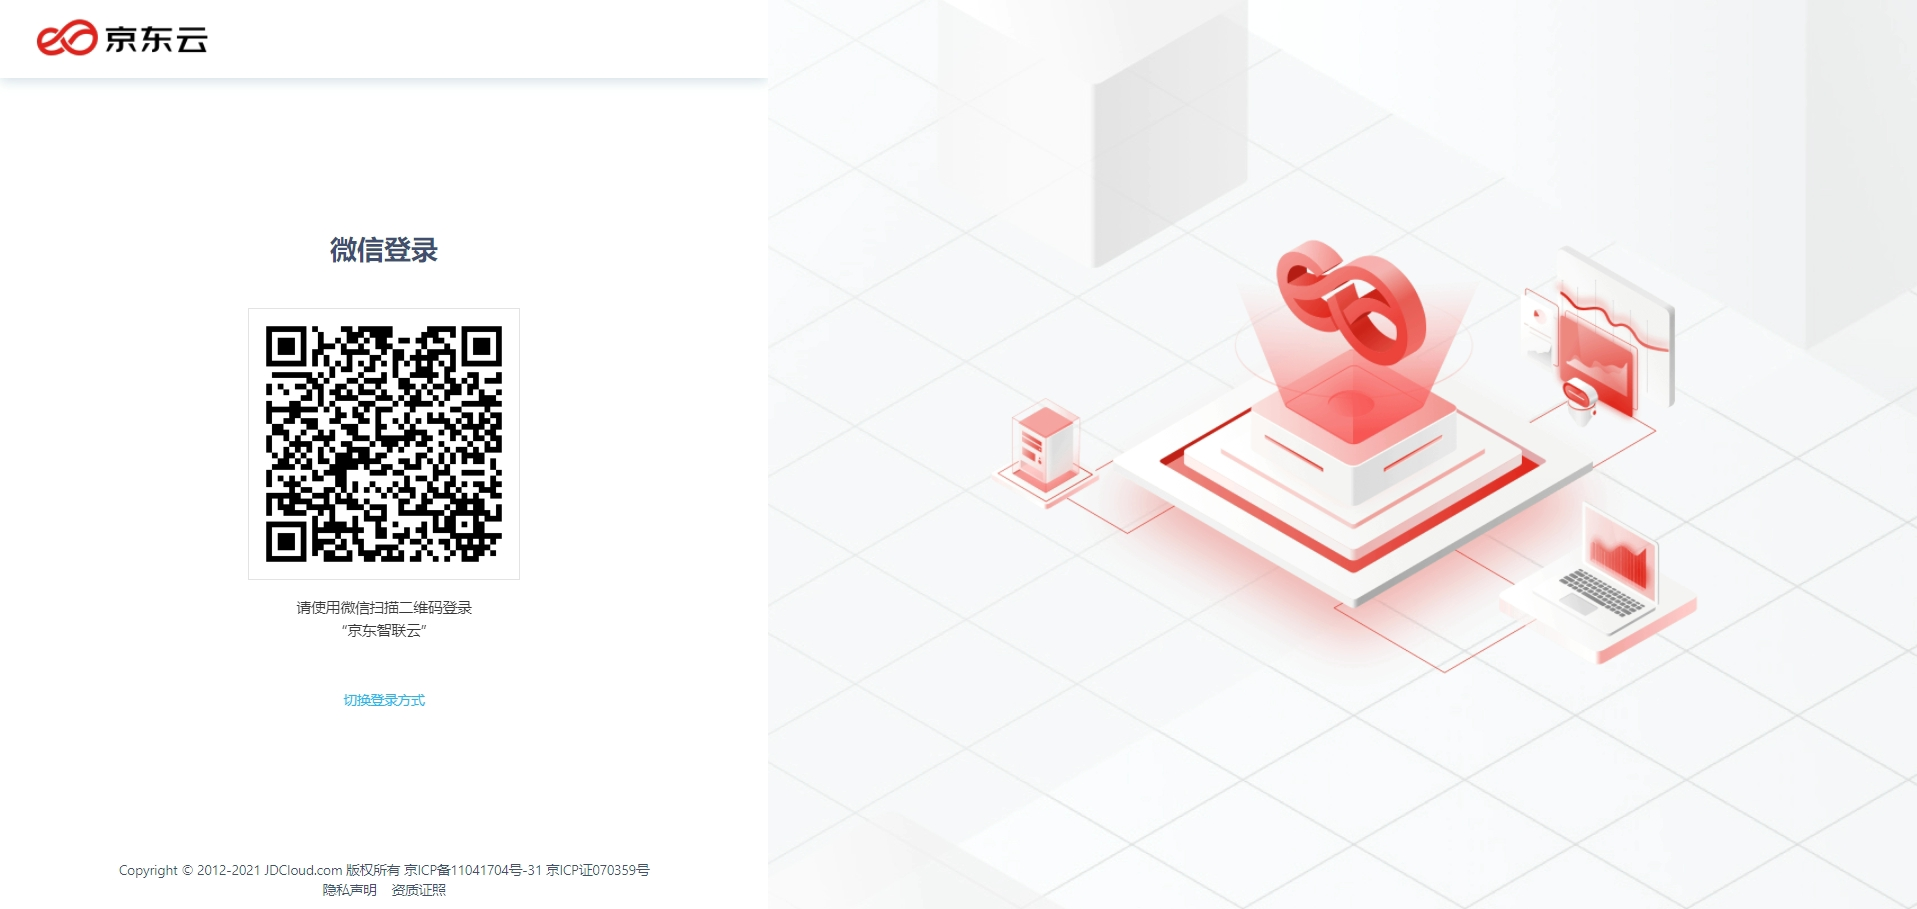 京东云
微信登录
请使用微信扫描二维码登录
“京东智联云”
切换登录方式
Copyright © 2012-2021 JDCloud.com 版权所有 京ICP备11041704号-31 京ICP证070359号
隐私声明 资质证照